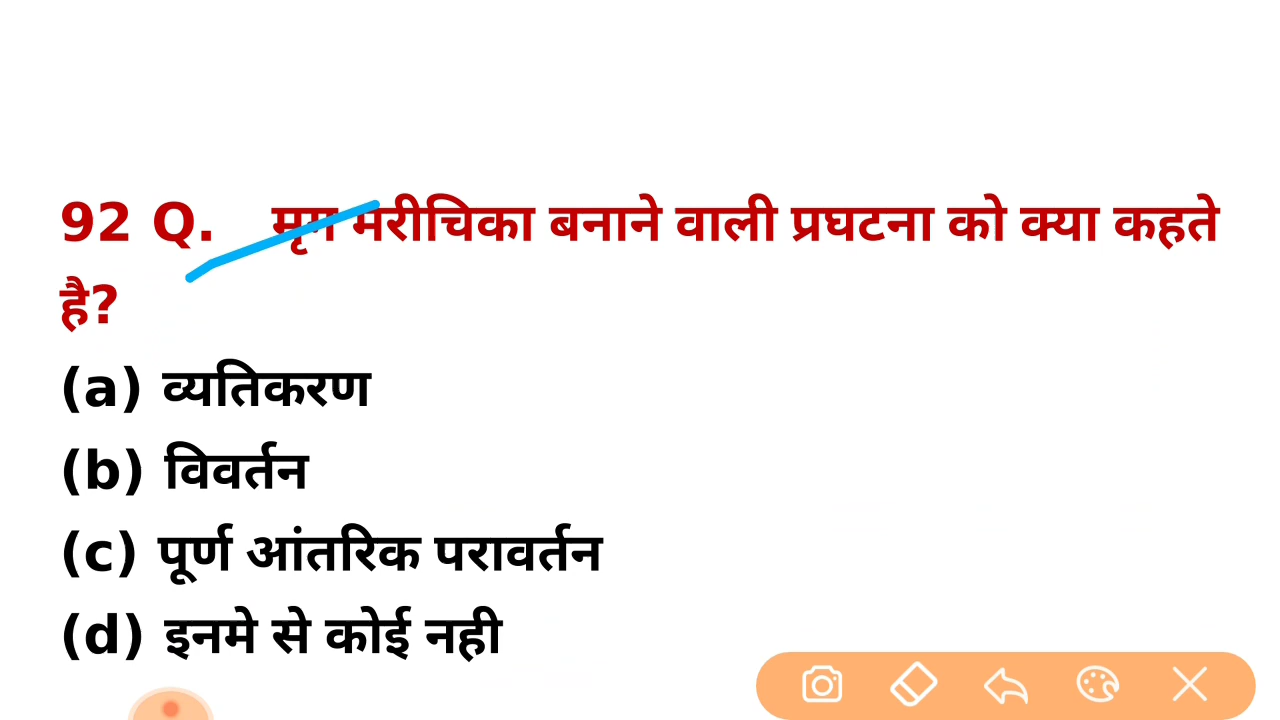 92 Q. मृग मरीचिका बनाने वाली प्रघटना को क्या कहते
है?
(a) व्यतिकरण
(b) विवर्तन
(c) पूर्ण आंतरिक परावर्तन
(d) इनमे से कोई नही